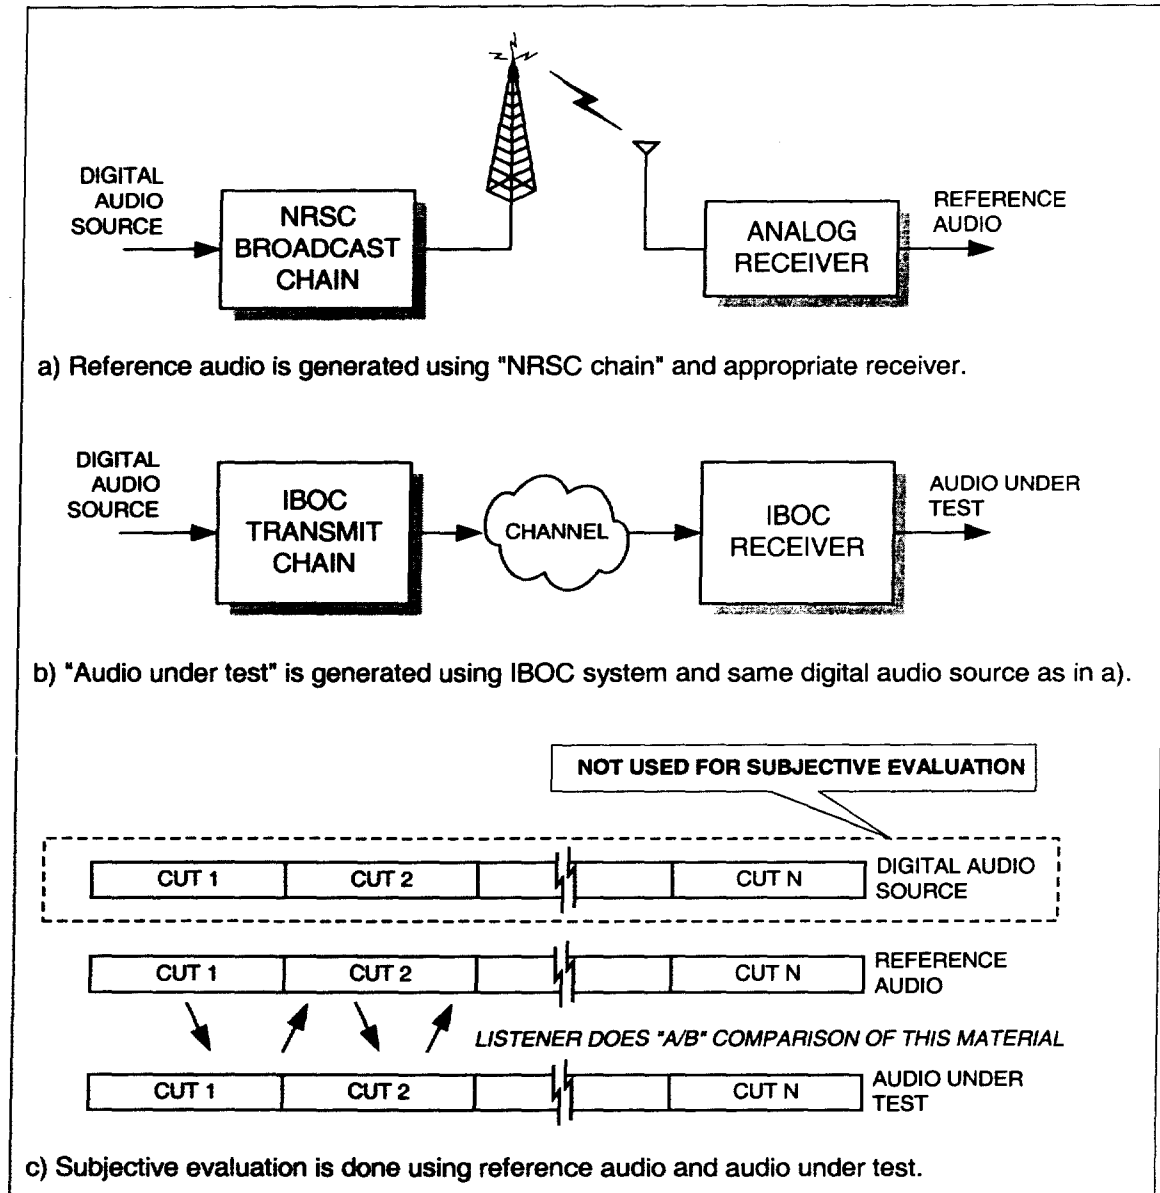 DIGITAL
AUDIO
SOURCE
NRSC
BROADCAST
CHAIN
ANALOG
RECEIVER
REFERENCE
AUDIO
a) Reference audio is generated using "NRSC chain" and appropriate receiver.
DIGITAL
AUDIO
SOURCE
IBOC
TRANSMIT
CHAIN
CHANNEL
IBOC
RECEIVER
AUDIO UNDER
TEST
b) "Audio under test" is generated using IBOC system and same digital audio source as in a).
NOT USED FOR SUBJECTIVE EVALUATION
CUT 1
CUT 2
CUT N
DIGITAL AUDIO
SOURCE
CUT 1
CUT 2
CUT N
REFERENCE
AUDIO
LISTENER DOES "A/B" COMPARISON OF THIS MATERIAL
CUT 1
CUT 2
CUT N
AUDIO UNDER
TEST
c) Subjective evaluation is done using reference audio and audio under test.